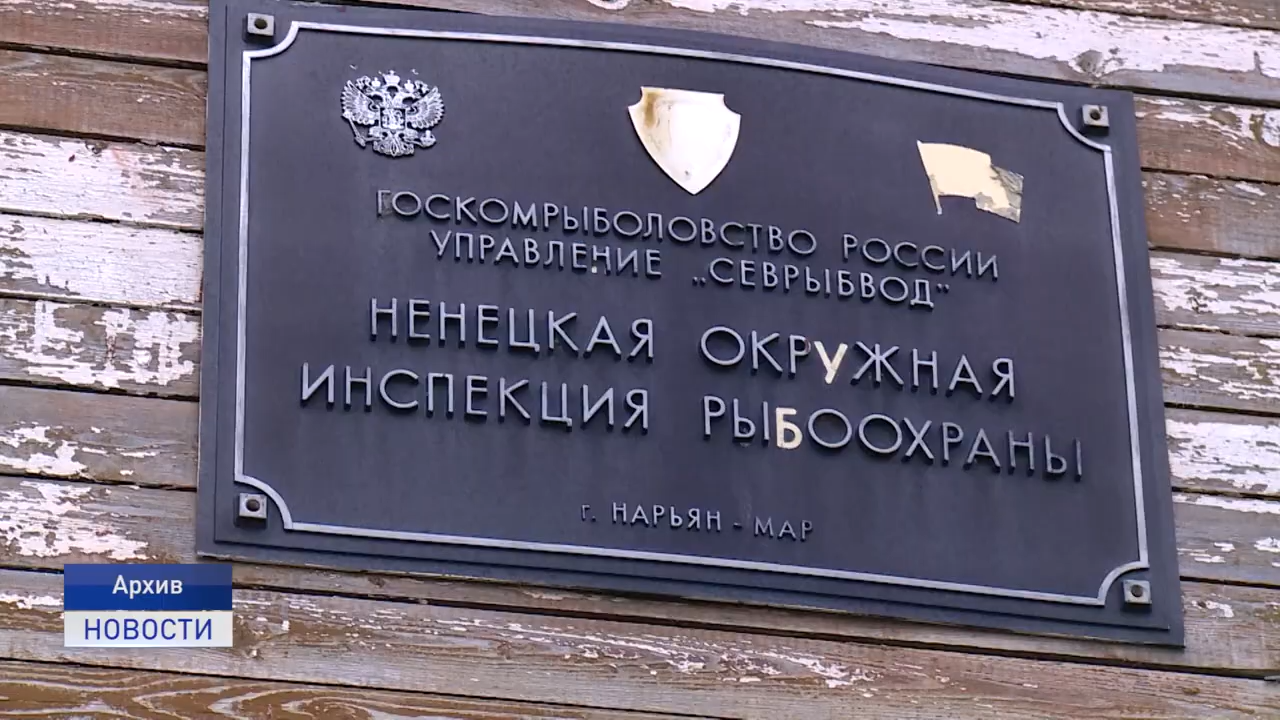 ГОСКОМРЫБОЛОВСТВО РОССИИ
УПРАВЛЕНИЕ „СЕВРЫБВОД"
НЕНЕЦКАЯ ОКРУЖНАЯ
ИНСПЕКЦИЯ РЫБООХРАНЫ
г. НАРЬЯН - МАР
Архив
НОВОСТИ